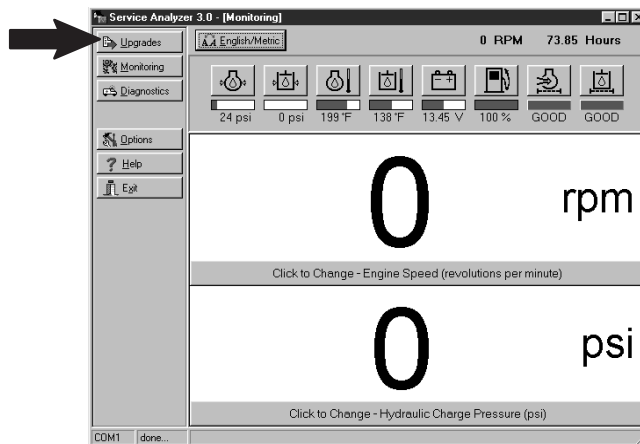 Service Analyzer 3.0 - [Monitoring]
Upgrades
English/Metric
0 RPM 73.85 Hours
Monitoring
Diagnostics
24 psi 0 psi 199 °F 138 °F 13.45 V 100 % GOOD GOOD
Options
Help
Exit
0 rpm
Click to Change - Engine Speed (revolutions per minute)
0 psi
Click to Change - Hydraulic Charge Pressure (psi)
COM1 done...